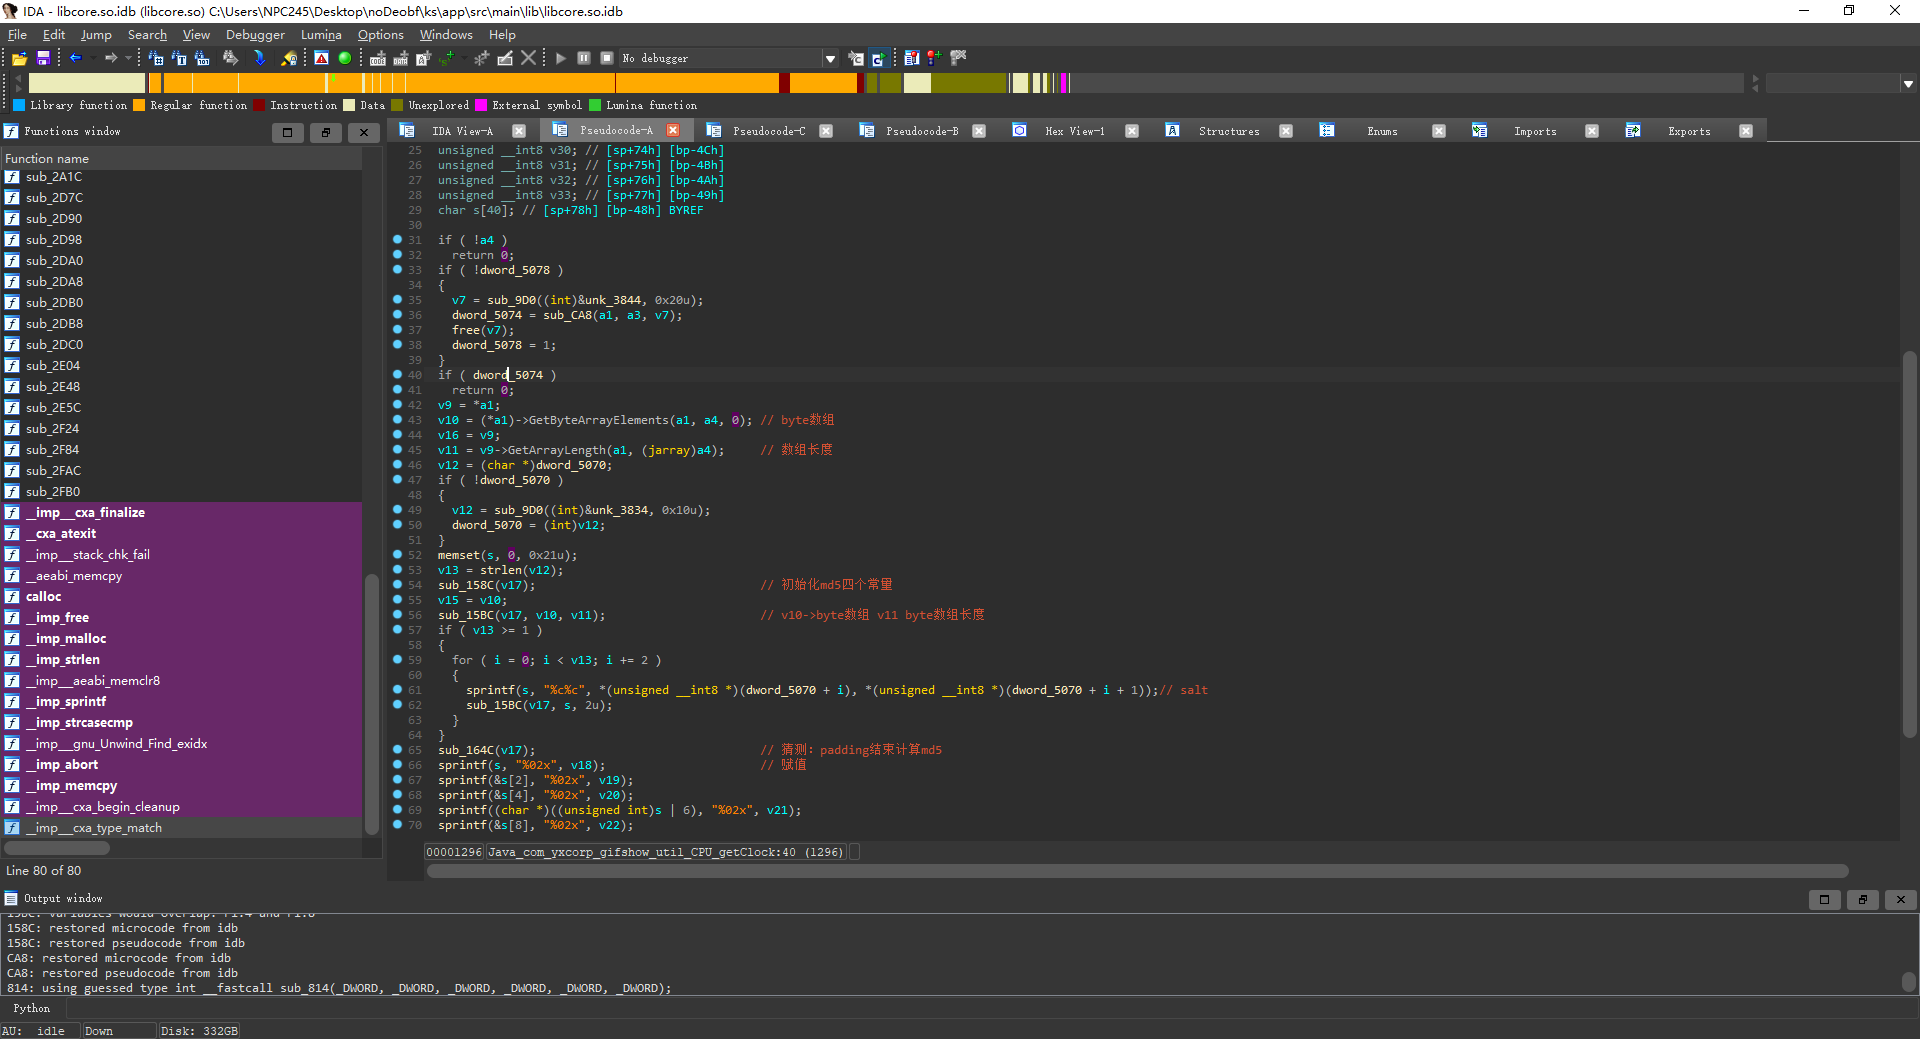 IDA - libcore.so.idb (libcore.so) C:\Users\NPC245\Desktop\noDeobf\ks\app\src\main\lib\libcore.so.idb
File Edit Jump Search View Debugger Lumina Options Windows Help
No debugger
Library function Regular function Instruction Data Unexplored External symbol Lumina function
Functions window
IDA View-A Pseudocode-A Pseudocode-C Pseudocode-B Hex View-1 Structures Enums Imports Exports
Function name
sub_2A1C
sub_2D7C
sub_2D90
sub_2D98
sub_2DA0
sub_2DA8
sub_2DB0
sub_2DB8
sub_2DC0
sub_2E04
sub_2E48
sub_2E5C
sub_2F24
sub_2F84
sub_2FAC
sub_2FB0
__imp___cxa_finalize
__cxa_atexit
__imp___stack_chk_fail
__aeabi_memcpy
calloc
__imp_free
__imp_malloc
__imp_strlen
__imp___aeabi_memclr8
__imp_sprintf
__imp_strcasecmp
__imp___gnu_Unwind_Find_exidx
__imp_abort
__imp_memcpy
__imp___cxa_begin_cleanup
__imp___cxa_type_match
Line 80 of 80
25 unsigned __int8 v30; // [sp+74h] [bp-4Ch]
26 unsigned __int8 v31; // [sp+75h] [bp-4Bh]
27 unsigned __int8 v32; // [sp+76h] [bp-4Ah]
28 unsigned __int8 v33; // [sp+77h] [bp-49h]
29 char s[40]; // [sp+78h] [bp-48h] BYREF
30
31 if ( !a4 )
32 return 0;
33 if ( !dword_5078 )
34 {
35 v7 = sub_9D0((int)&unk_3844, 0x20u);
36 dword_5074 = sub_CA8(a1, a3, v7);
37 free(v7);
38 dword_5078 = 1;
39 }
40 if ( dword_5074 )
41 return 0;
42 v9 = *a1;
43 v10 = (*a1)->GetByteArrayElements(a1, a4, 0); // byte数组
44 v16 = v9;
45 v11 = v9->GetArrayLength(a1, (jarray)a4); // 数组长度
46 v12 = (char *)dword_5070;
47 if ( !dword_5070 )
48 {
49 v12 = sub_9D0((int)&unk_3834, 0x10u);
50 dword_5070 = (int)v12;
51 }
52 memset(s, 0, 0x21u);
53 v13 = strlen(v12);
54 sub_158C(v17); // 初始化md5四个常量
55 v15 = v10;
56 sub_15BC(v17, v10, v11); // v10->byte数组 v11 byte数组长度
57 if ( v13 >= 1 )
58 {
59 for ( i = 0; i < v13; i += 2 )
60 {
61 sprintf(s, "%c%c", *(unsigned __int8 *)(dword_5070 + i), *(unsigned __int8 *)(dword_5070 + i + 1));// salt
62 sub_15BC(v17, s, 2u);
63 }
64 }
65 sub_164C(v17); // 猜测: padding结束计算md5
66 sprintf(s, "%02x", v18); // 赋值
67 sprintf(&s[2], "%02x", v19);
68 sprintf(&s[4], "%02x", v20);
69 sprintf((char *)((unsigned int)s | 6), "%02x", v21);
70 sprintf(&s[8], "%02x", v22);
00001296 Java_com_yxcorp_gifshow_util_CPU_getClock:40 (1296)
Output window
15BC: variables would overlap: r1.4 and r1.8
158C: restored microcode from idb
158C: restored pseudocode from idb
CA8: restored microcode from idb
CA8: restored pseudocode from idb
814: using guessed type int __fastcall sub_814(_DWORD, _DWORD, _DWORD, _DWORD, _DWORD, _DWORD);
Python
AU: idle Down Disk: 332GB